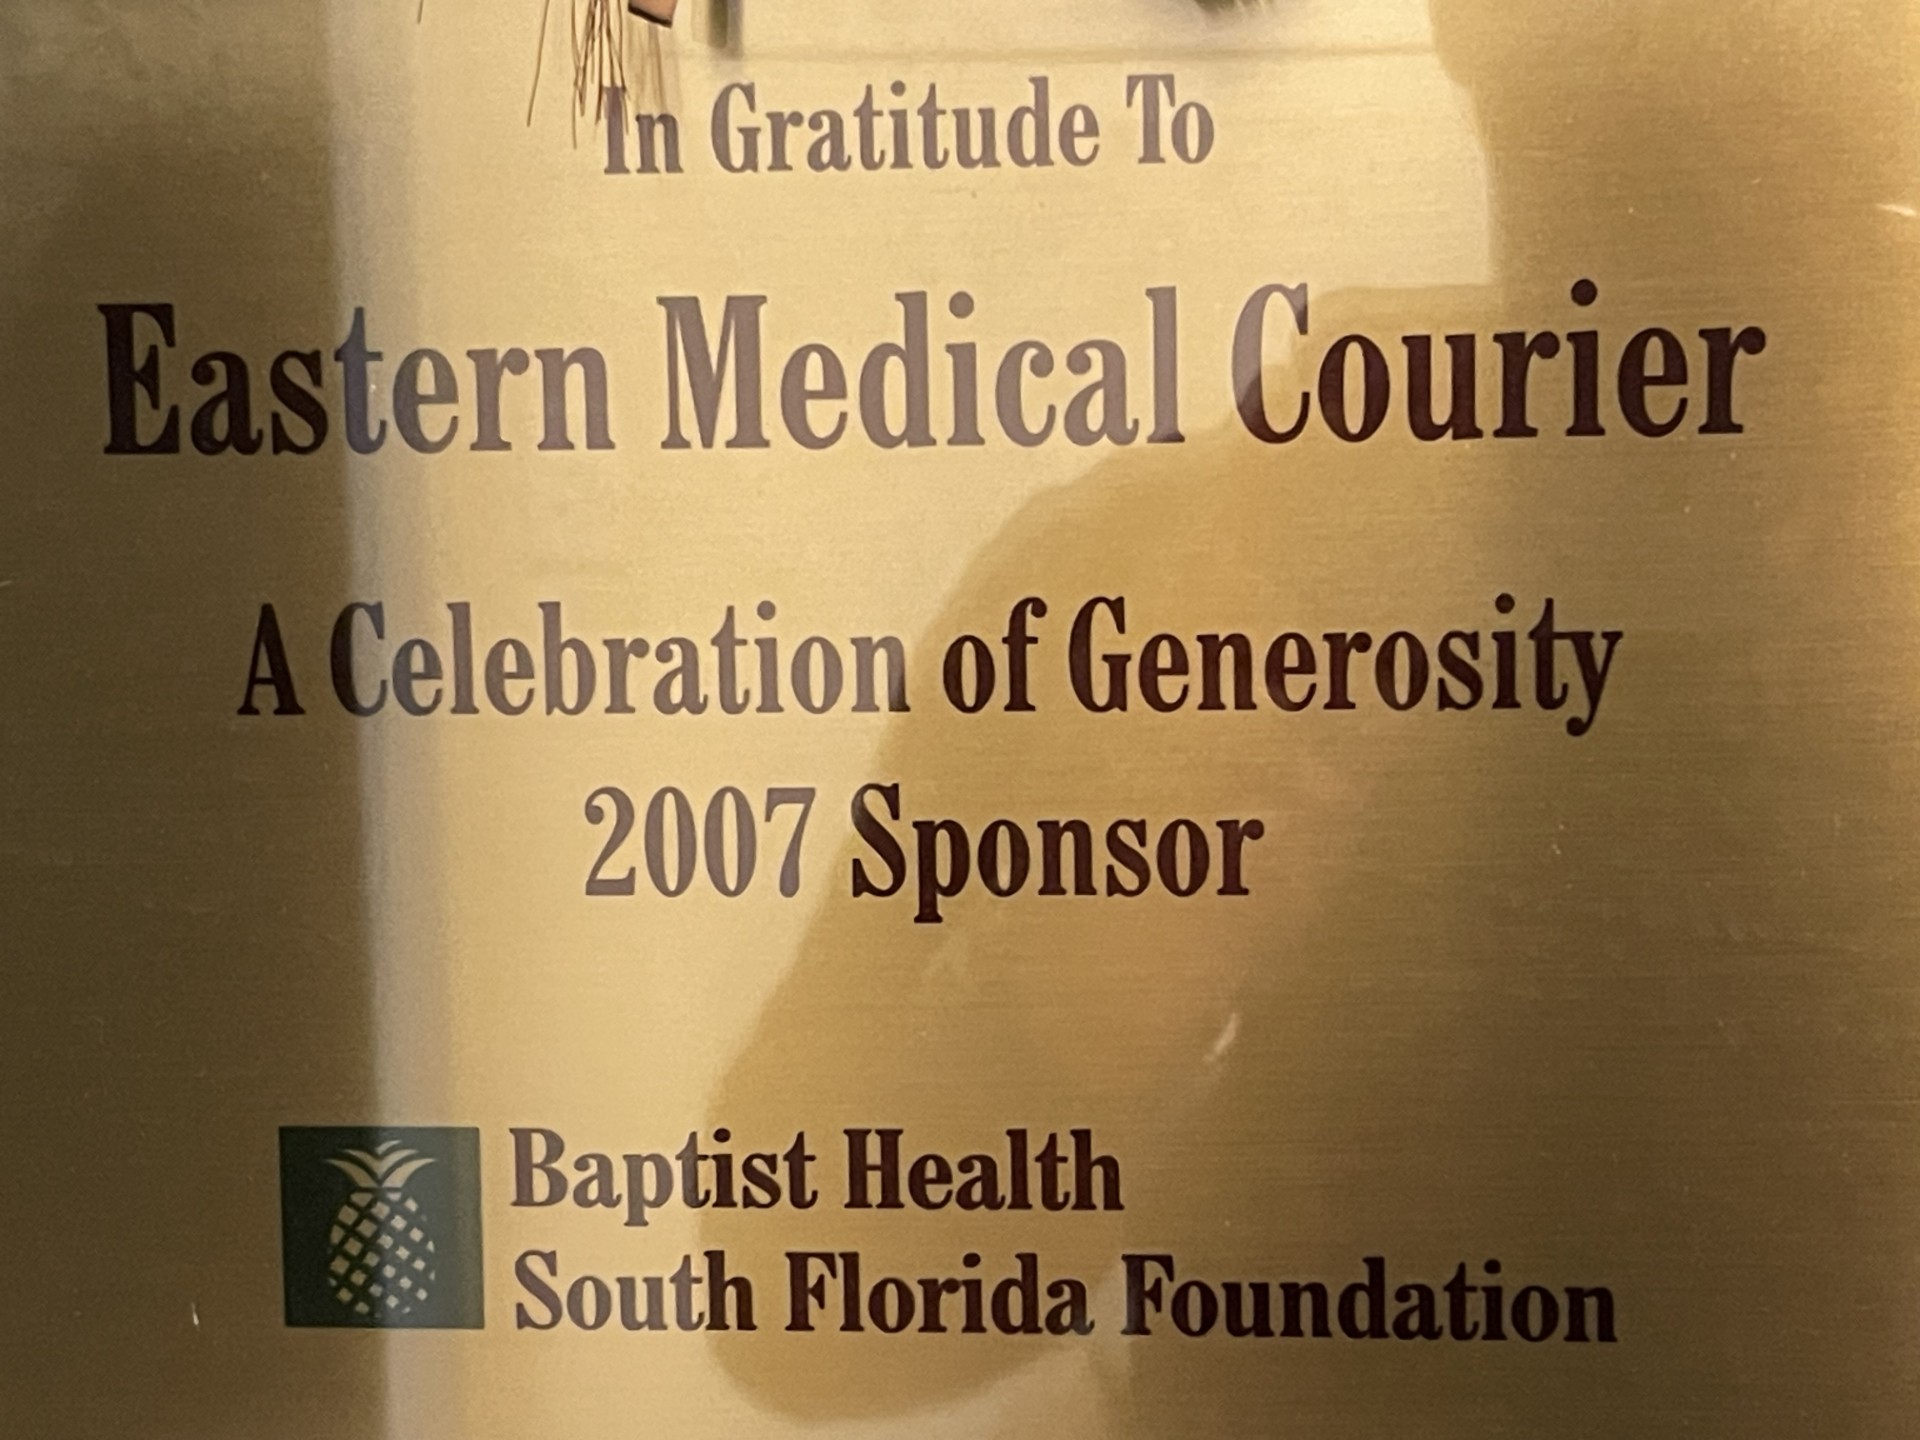 In Gratitude To
Eastern Medical Courier
A Celebration of Generosity
2007 Sponsor
Baptist Health
South Florida Foundation